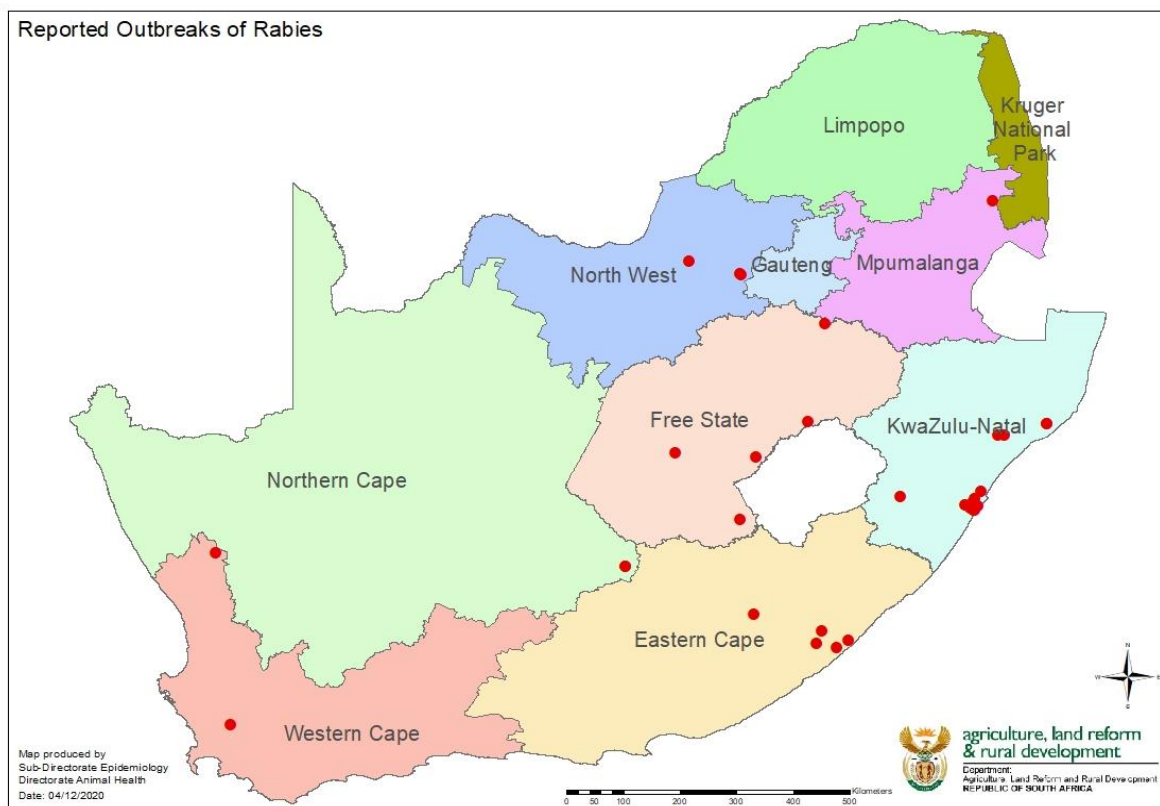 Reported Outbreaks of Rabies
Kruger
National
Park
Limpopo
North West
Gauteng
Mpumalanga
Free State
KwaZulu-Natal
Northern Cape
Eastern Cape
Western Cape
N
W
E
S
Map produced by
Sub-Directorate Epidemiology
Directorate Animal Health
Date: 04/12/2020
0 50 100 200 300 400 500
Kilometers
agriculture, land reform
& rural development
Department:
Agriculture, Land Reform and Rural Development
REPUBLIC OF SOUTH AFRICA